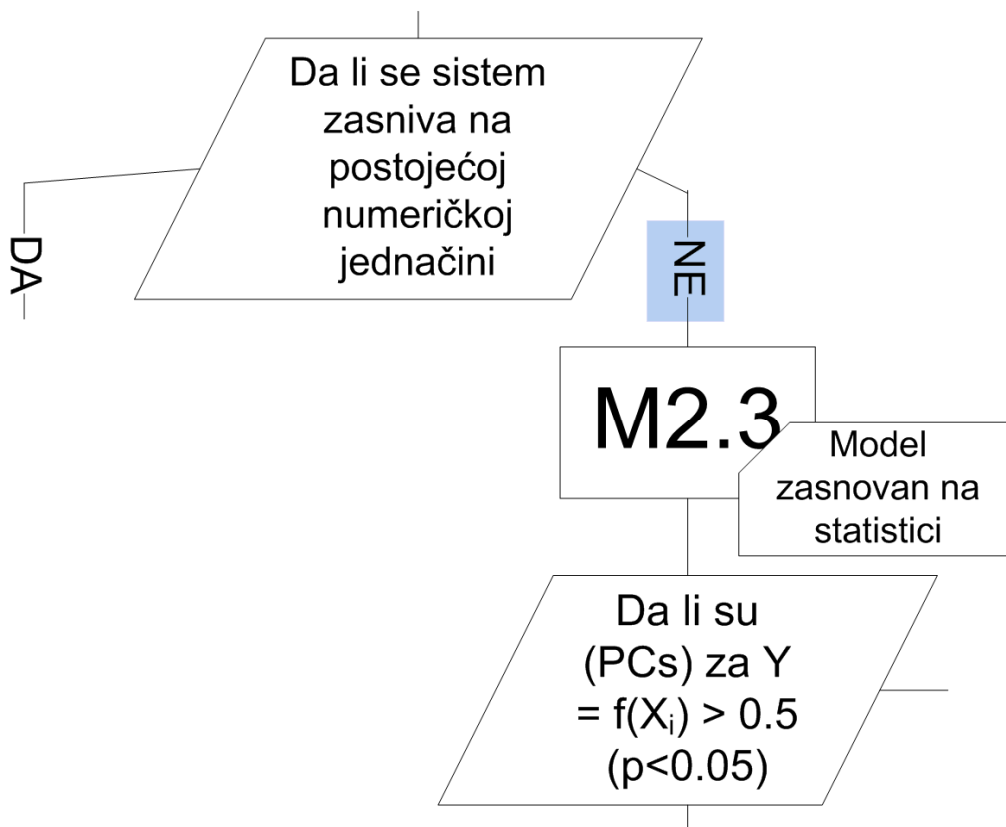 Da li se sistem
zasniva na
postojećoj
numeričkoj
jednačini
DA
NE
M2.3
Model
zasnovan na
statistici
Da li su
(PCs) za Y
= f(Xᵢ) > 0.5
(p<0.05)